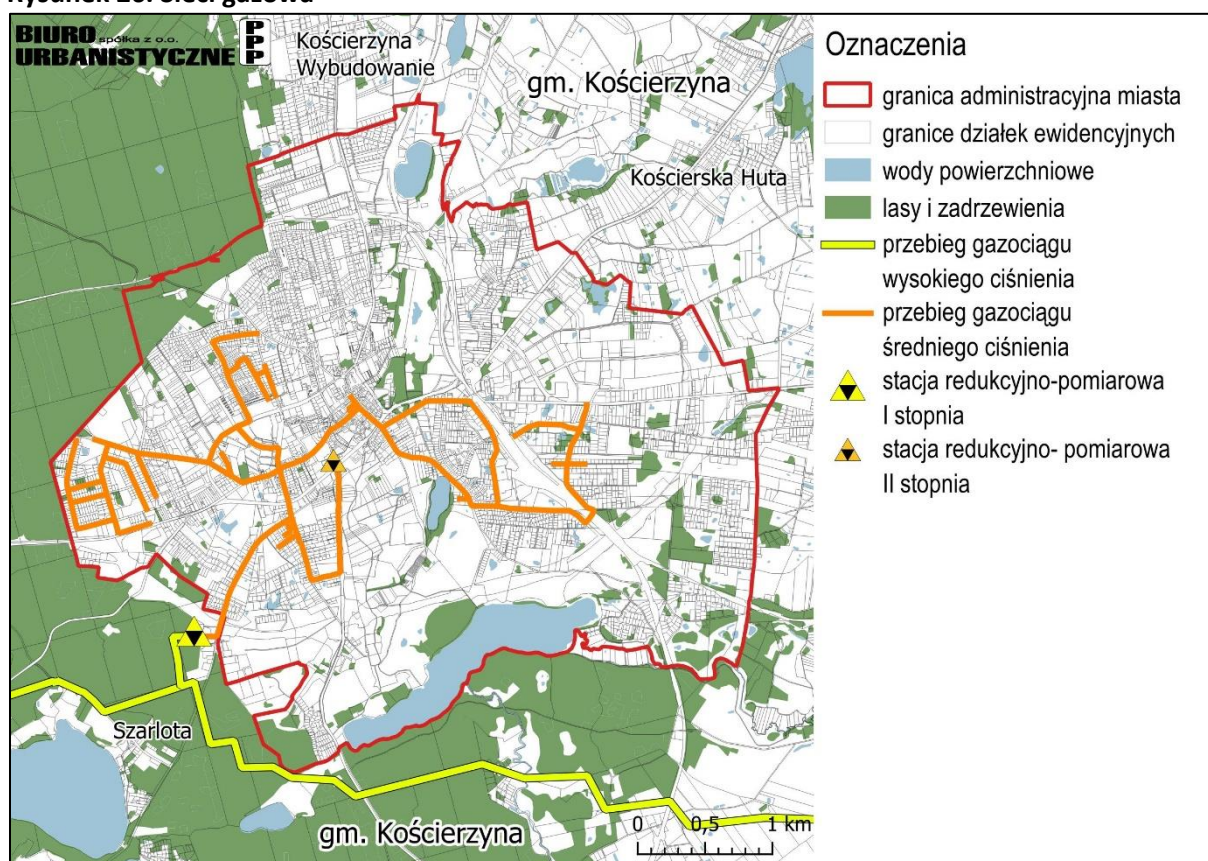 BIURO spółka z o.o.
URBANISTYCZNE
PPP
Kościerzyna
Wybudowanie
gm. Kościerzyna
Kościerska Huta
Szarlota
gm. Kościerzyna
0 0,5 1 km
Oznaczenia
granica administracyjna miasta
granice działek ewidencyjnych
wody powierzchniowe
lasy i zadrzewienia
przebieg gazociągu
wysokiego ciśnienia
przebieg gazociągu
średniego ciśnienia
stacja redukcyjno-pomiarowa
I stopnia
stacja redukcyjno- pomiarowa
II stopnia